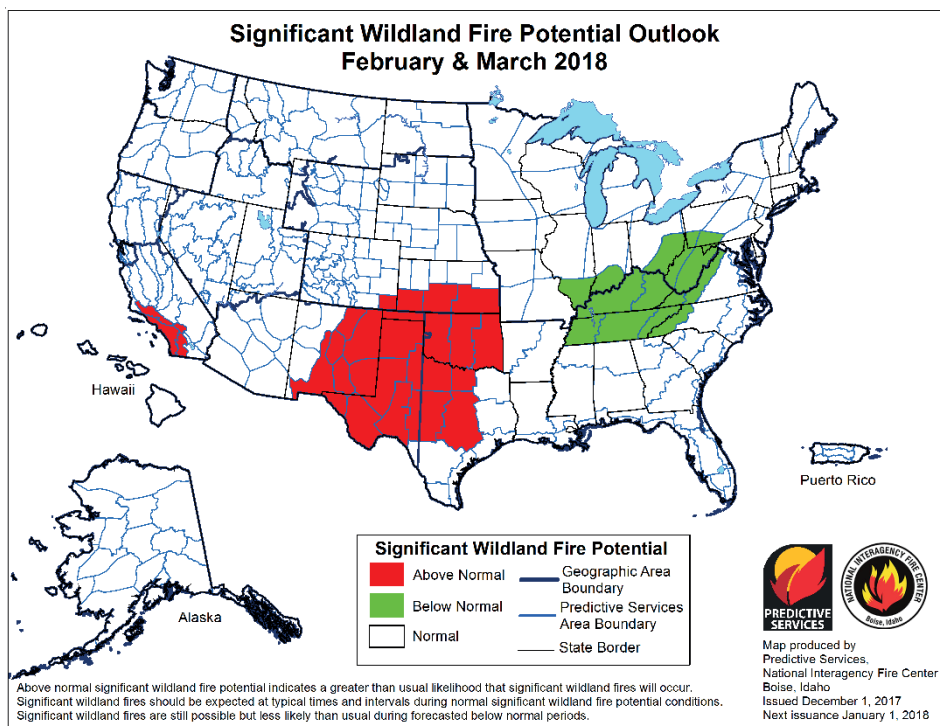 Significant Wildland Fire Potential Outlook
February & March 2018
Hawaii
Puerto Rico
Alaska
Significant Wildland Fire Potential
Above Normal
Below Normal
Normal
Geographic Area
Boundary
Predictive Services
Area Boundary
State Border
PREDICTIVE
SERVICES
NATIONAL INTERAGENCY FIRE CENTER
Boise, Idaho
Map produced by
Predictive Services,
National Interagency Fire Center
Boise, Idaho
Issued December 1, 2017
Next issuance January 1, 2018
Above normal significant wildland fire potential indicates a greater than usual likelihood that significant wildland fires will occur.
Significant wildland fires should be expected at typical times and intervals during normal significant wildland fire potential conditions.
Significant wildland fires are still possible but less likely than usual during forecasted below normal periods.